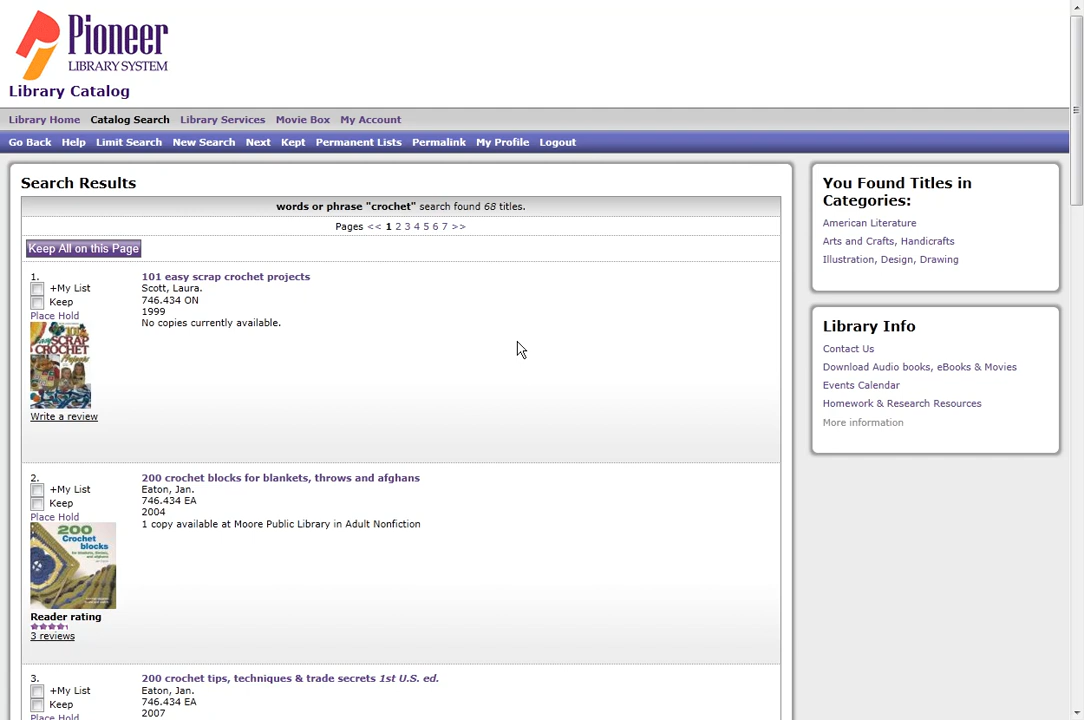 Pioneer
LIBRARY SYSTEM
Library Catalog
Library Home Catalog Search Library Services Movie Box My Account
Go Back Help Limit Search New Search Next Kept Permanent Lists Permalink My Profile Logout
Search Results
words or phrase "crochet" search found 68 titles.
Pages << 1 2 3 4 5 6 7 >>
Keep All on this Page
1.
+My List
Keep
Place Hold
101 EASY SCRAP CROCHET Projects
Write a review
101 easy scrap crochet projects
Scott, Laura.
746.434 ON
1999
No copies currently available.
2.
+My List
Keep
Place Hold
200
Crochet
blocks
Reader rating
3 reviews
200 crochet blocks for blankets, throws and afghans
Eaton, Jan.
746.434 EA
2004
1 copy available at Moore Public Library in Adult Nonfiction
3.
+My List
Keep
Place Hold
200 crochet tips, techniques & trade secrets 1st U.S. ed.
Eaton, Jan.
746.434 EA
2007
You Found Titles in
Categories:
American Literature
Arts and Crafts, Handicrafts
Illustration, Design, Drawing
Library Info
Contact Us
Download Audio books, eBooks & Movies
Events Calendar
Homework & Research Resources
More information